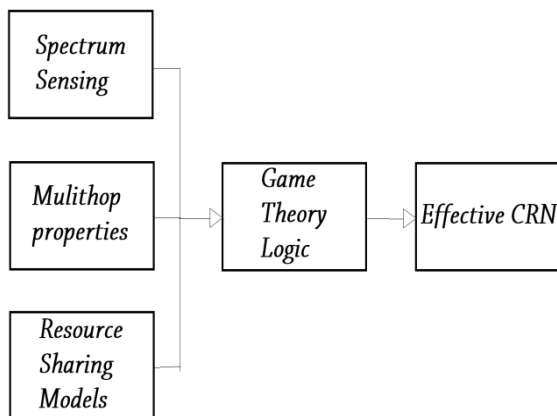 Spectrum
Sensing
Mulithop
properties
Game
Theory
Logic
Effective CRN
Resource
Sharing
Models